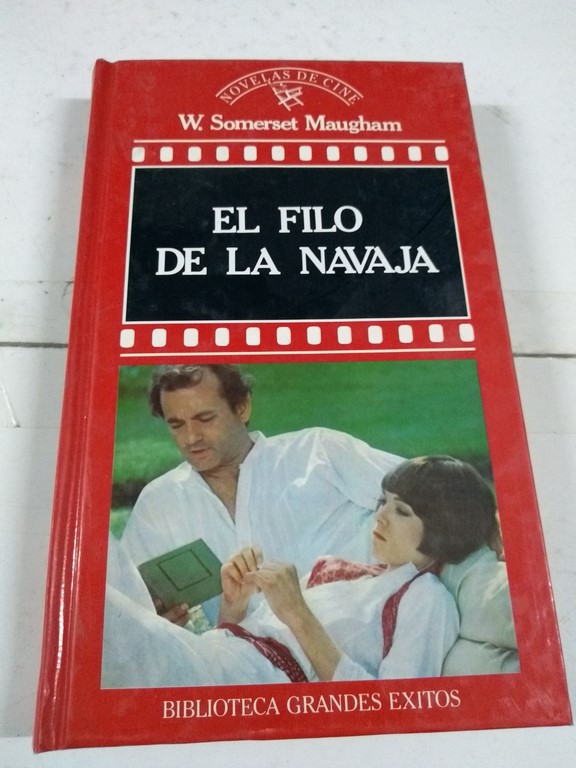 NOVELAS DE CINE
W. Somerset Maugham
EL FILO
DE LA NAVAJA
BIBLIOTECA GRANDES EXITOS